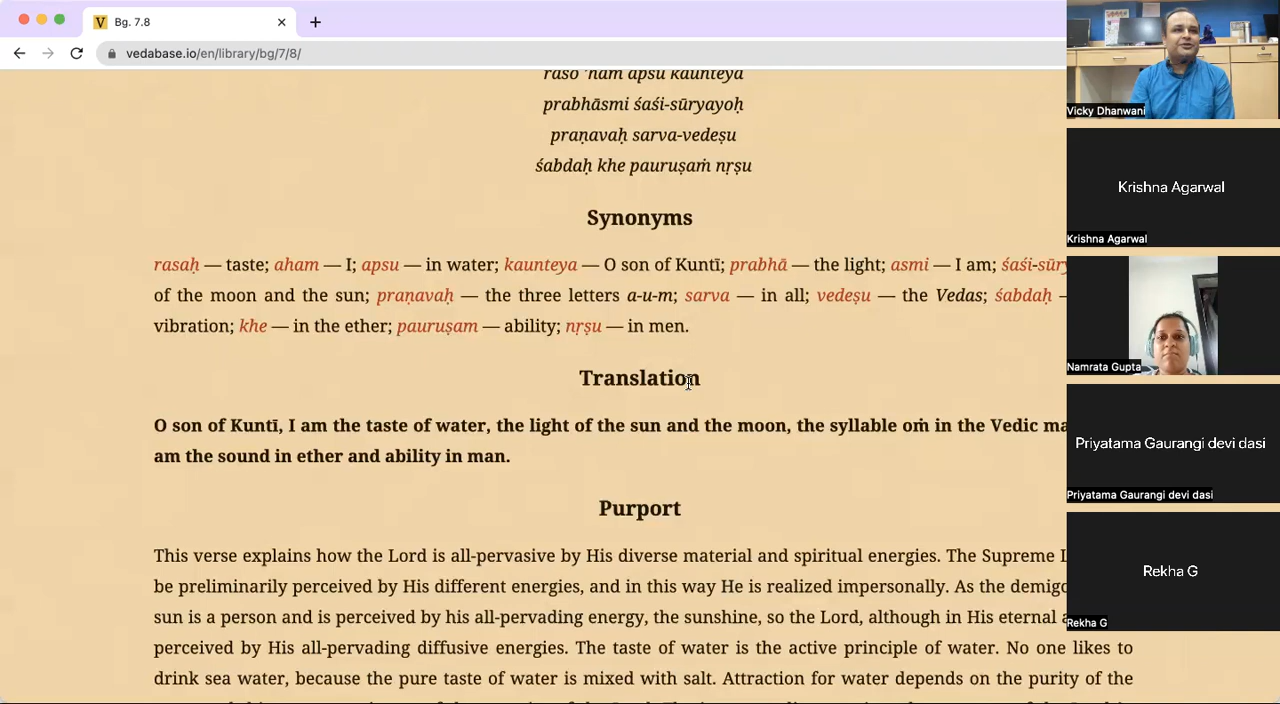 Bg. 7.8
vedabase.io/en/library/bg/7/8/
raso 'ham apsu kaunteya
prabhāsmi śaśi-sūryayoḥ
praṇavaḥ sarva-vedeṣu
śabdaḥ khe pauruṣaṁ nṛṣu
Synonyms
rasaḥ — taste; aham — I; apsu — in water; kaunteya — O son of Kuntī; prabhā — the light; asmi — I am; śaśi-sūry
of the moon and the sun; praṇavaḥ — the three letters a-u-m; sarva — in all; vedeṣu — the Vedas; śabdaḥ —
vibration; khe — in the ether; pauruṣam — ability; nṛṣu — in men.
Translation
O son of Kuntī, I am the taste of water, the light of the sun and the moon, the syllable oṁ in the Vedic ma
am the sound in ether and ability in man.
Purport
This verse explains how the Lord is all-pervasive by His diverse material and spiritual energies. The Supreme L
be preliminarily perceived by His different energies, and in this way He is realized impersonally. As the demigo
sun is a person and is perceived by his all-pervading energy, the sunshine, so the Lord, although in His eternal a
perceived by His all-pervading diffusive energies. The taste of water is the active principle of water. No one likes to
drink sea water, because the pure taste of water is mixed with salt. Attraction for water depends on the purity of the
Vicky Dhanwani
Krishna Agarwal
Krishna Agarwal
Namrata Gupta
Priyatama Gaurangi devi dasi
Priyatama Gaurangi devi dasi
Rekha G
Rekha G